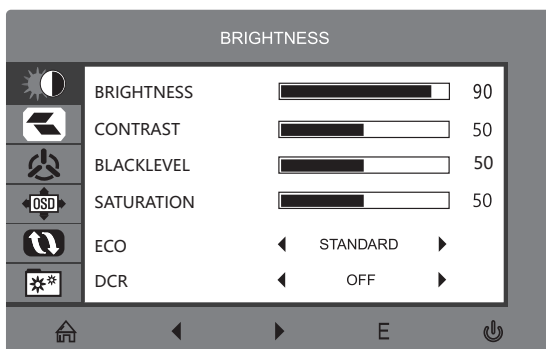 BRIGHTNESS
BRIGHTNESS 90
CONTRAST 50
BLACKLEVEL 50
OSD SATURATION 50
ECO STANDARD
DCR OFF
E